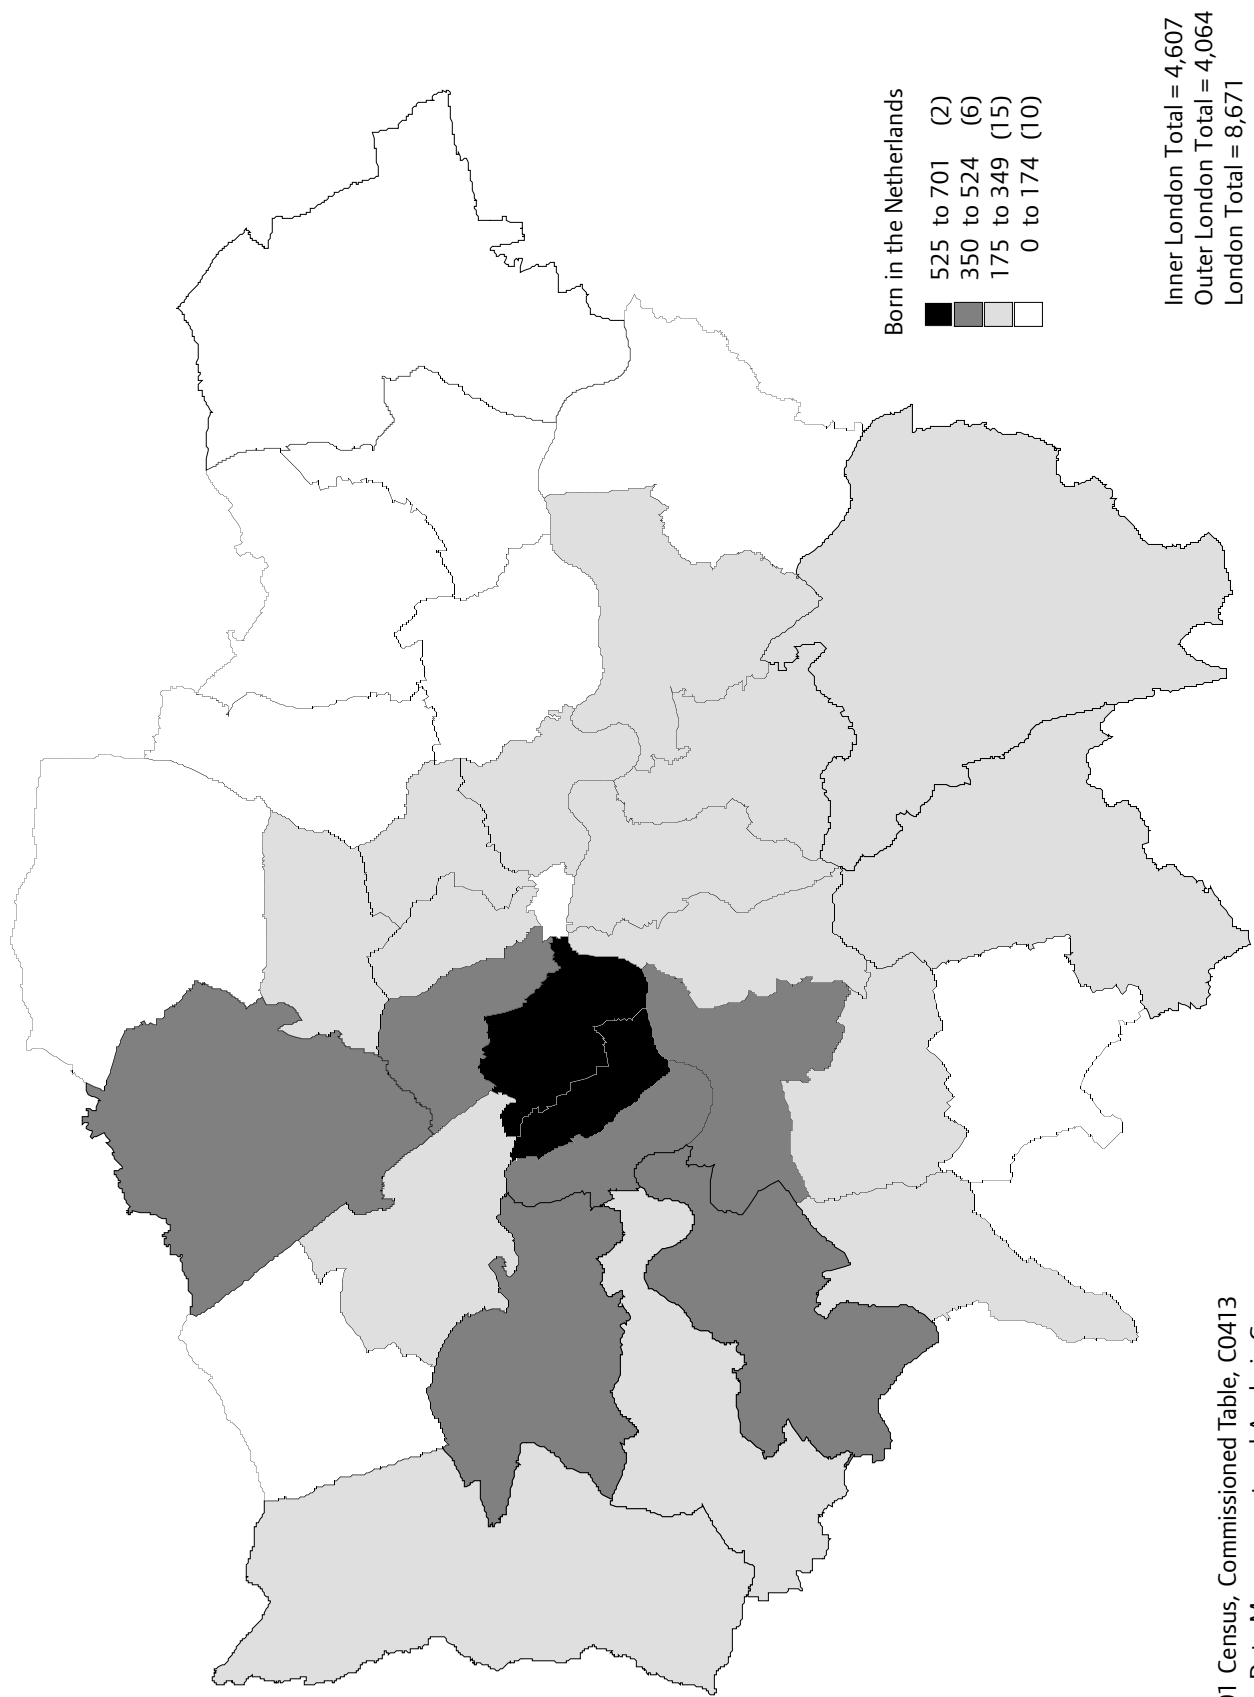 Born in the Netherlands
525 to 701 (2)
350 to 524 (6)
175 to 349 (15)
0 to 174 (10)
Inner London Total = 4,607
Outer London Total = 4,064
London Total = 8,671
Census, Commissioned Table, C0413